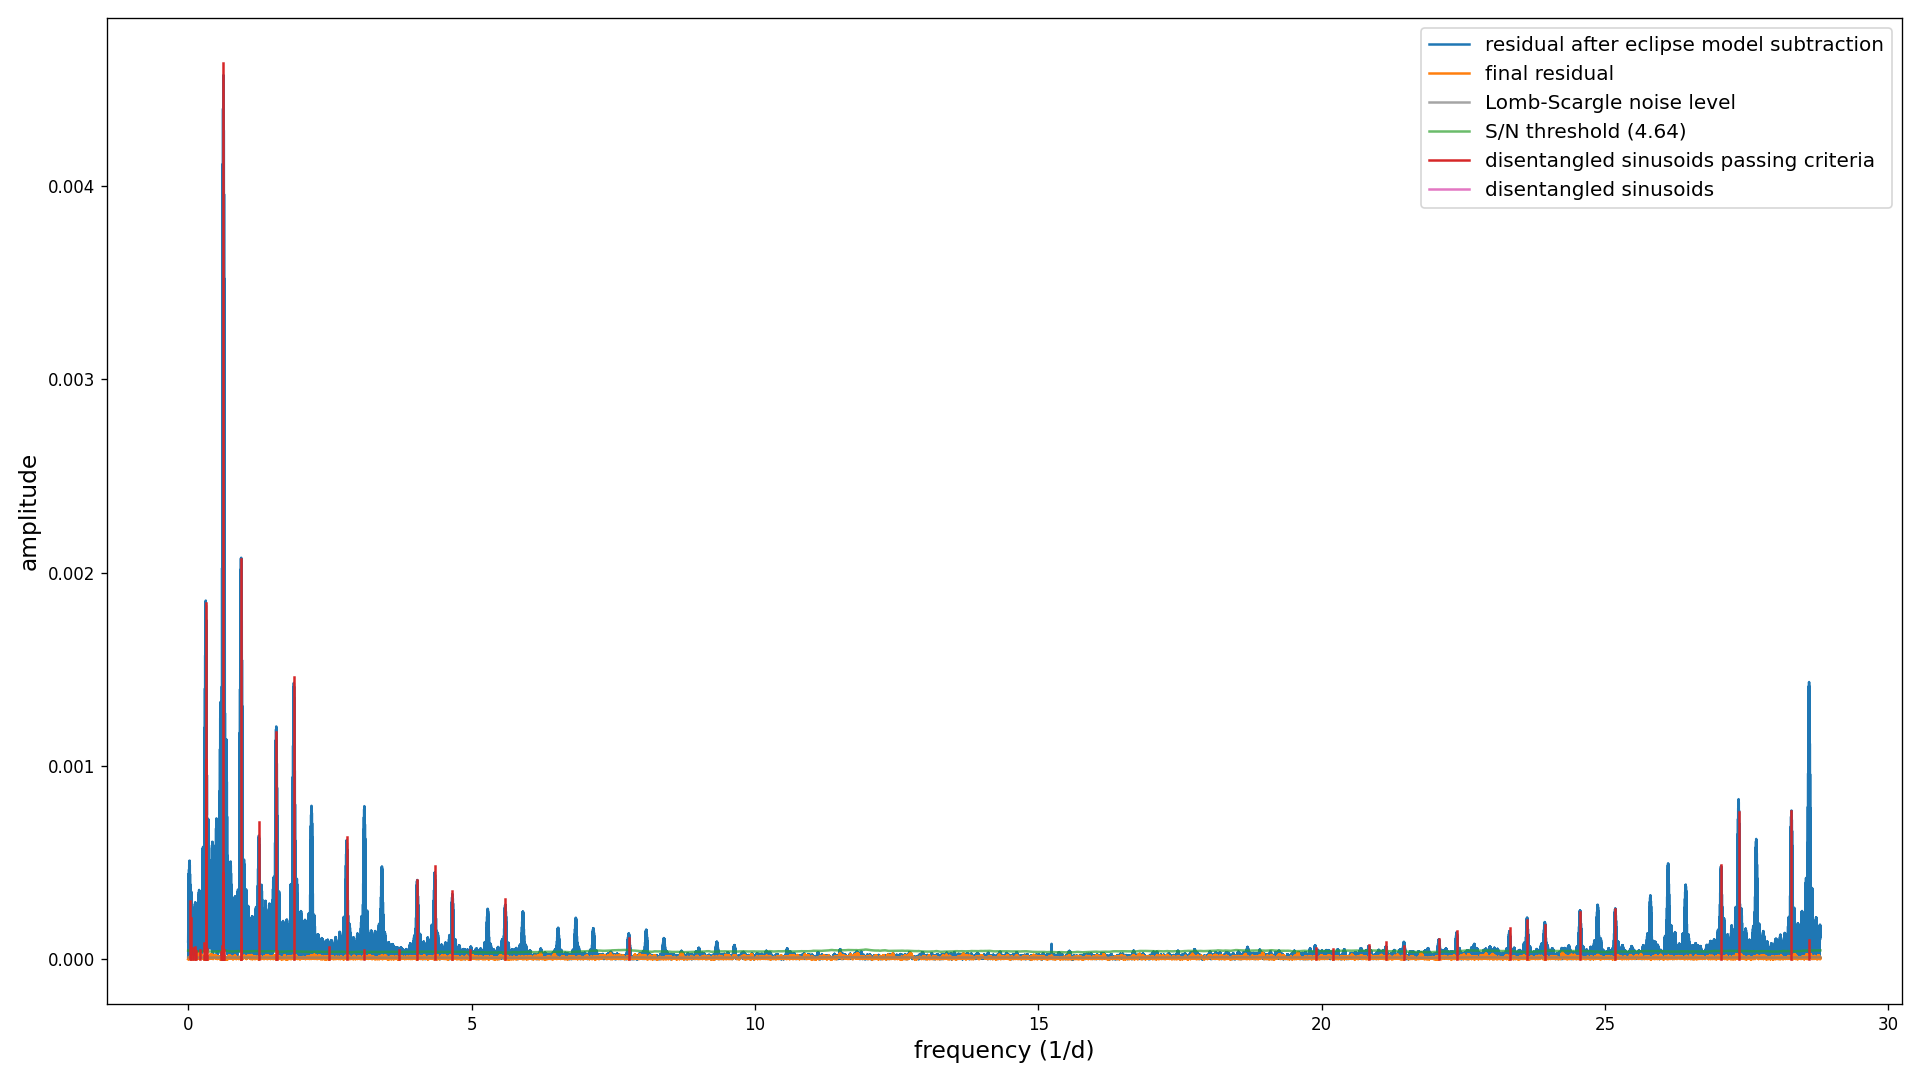 residual after eclipse model subtraction
final residual
Lomb-Scargle noise level
S/N threshold (4.64)
disentangled sinusoids passing criteria
disentangled sinusoids
amplitude
0.004
0.003
0.002
0.001
0.000
0 5 10 15 20 25 30
frequency (1/d)